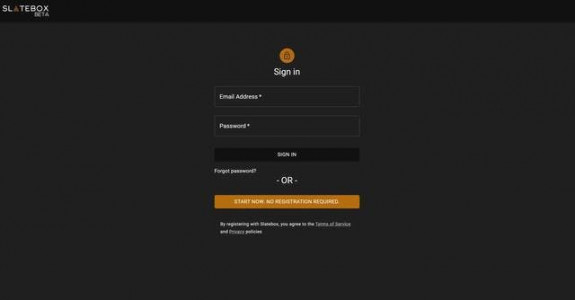 SLATEBOX
BETA
Sign in
Email Address *
Password *
SIGN IN
Forgot password?
- OR -
START NOW. NO REGISTRATION REQUIRED.
By registering with Slatebox, you agree to the Terms of Service
and Privacy policies